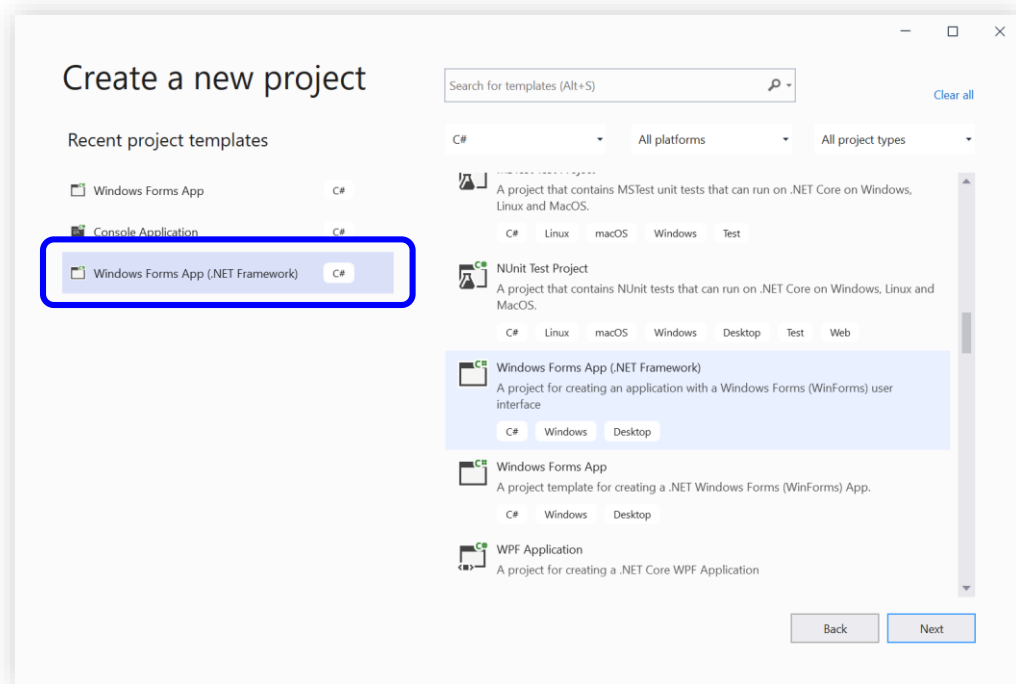 Create a new project
Search for templates (Alt+S)
Clear all
Recent project templates
C# All platforms All project types
Windows Forms App C#
Console Application C#
Windows Forms App (.NET Framework) C#
A project that contains MSTest unit tests that can run on .NET Core on Windows,
Linux and MacOS.
C# Linux macOS Windows Test
NUnit Test Project
A project that contains NUnit tests that can run on .NET Core on Windows, Linux and
MacOS.
C# Linux macOS Windows Desktop Test Web
Windows Forms App (.NET Framework)
A project for creating an application with a Windows Forms (WinForms) user
interface
C# Windows Desktop
Windows Forms App
A project template for creating a .NET Windows Forms (WinForms) App.
C# Windows Desktop
WPF Application
A project for creating a .NET Core WPF Application
Back Next